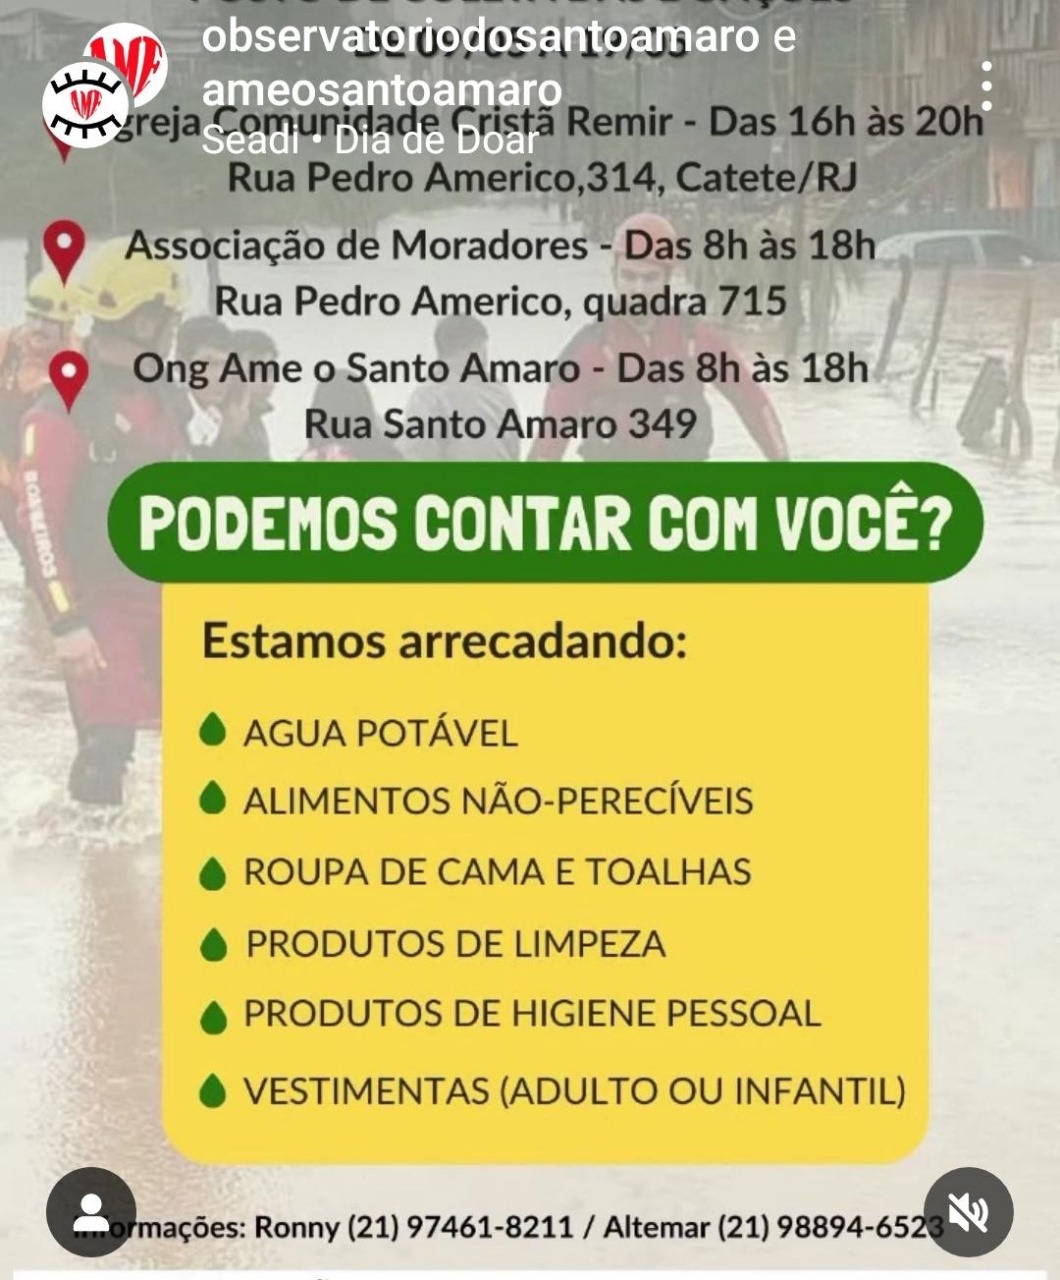 observatoriodosantoamaro e
ameosantoamaro
Seadi • Dia de Doar
greja Comunidade Cristã Remir - Das 16h às 20h
Rua Pedro Americo,314, Catete/RJ
Associação de Moradores - Das 8h às 18h
Rua Pedro Americo, quadra 715
Ong Ame o Santo Amaro - Das 8h às 18h
Rua Santo Amaro 349
BOMBEIROS
PODEMOS CONTAR COM VOCÊ?
Estamos arrecadando:
AGUA POTÁVEL
ALIMENTOS NÃO-PERECÍVEIS
ROUPA DE CAMA E TOALHAS
PRODUTOS DE LIMPEZA
PRODUTOS DE HIGIENE PESSOAL
VESTIMENTAS (ADULTO OU INFANTIL)
ormações: Ronny (21) 97461-8211 / Altemar (21) 98894-6523